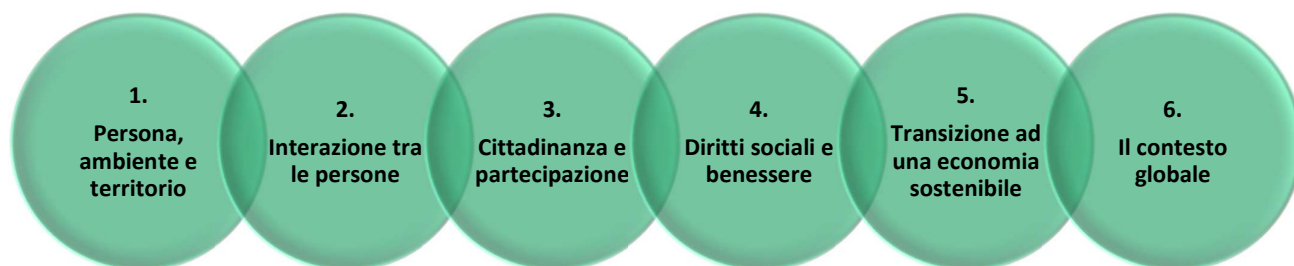 1.
Persona,
ambiente e
territorio
2.
Interazione tra
le persone
3.
Cittadinanza e
partecipazione
4.
Diritti sociali e
benessere
5.
Transizione ad
una economia
sostenibile
6.
Il contesto
globale